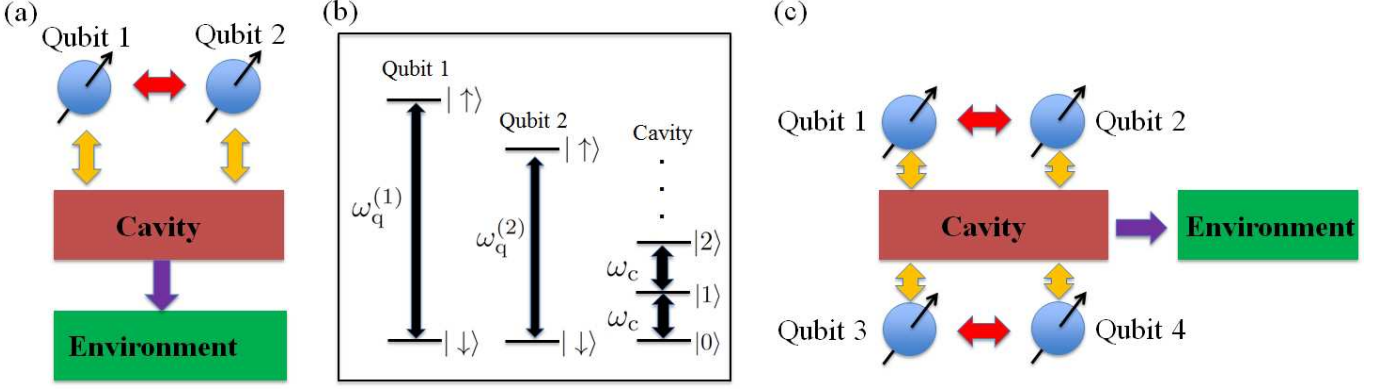 (a)
Qubit 1
Qubit 2
Cavity
Environment
(b)
Qubit 1
|↑⟩
ω_q^(1)
|↓⟩
Qubit 2
|↑⟩
ω_q^(2)
|↓⟩
Cavity
|2⟩
ω_c
|1⟩
ω_c
|0⟩
(c)
Qubit 1
Qubit 2
Cavity
Environment
Qubit 3
Qubit 4